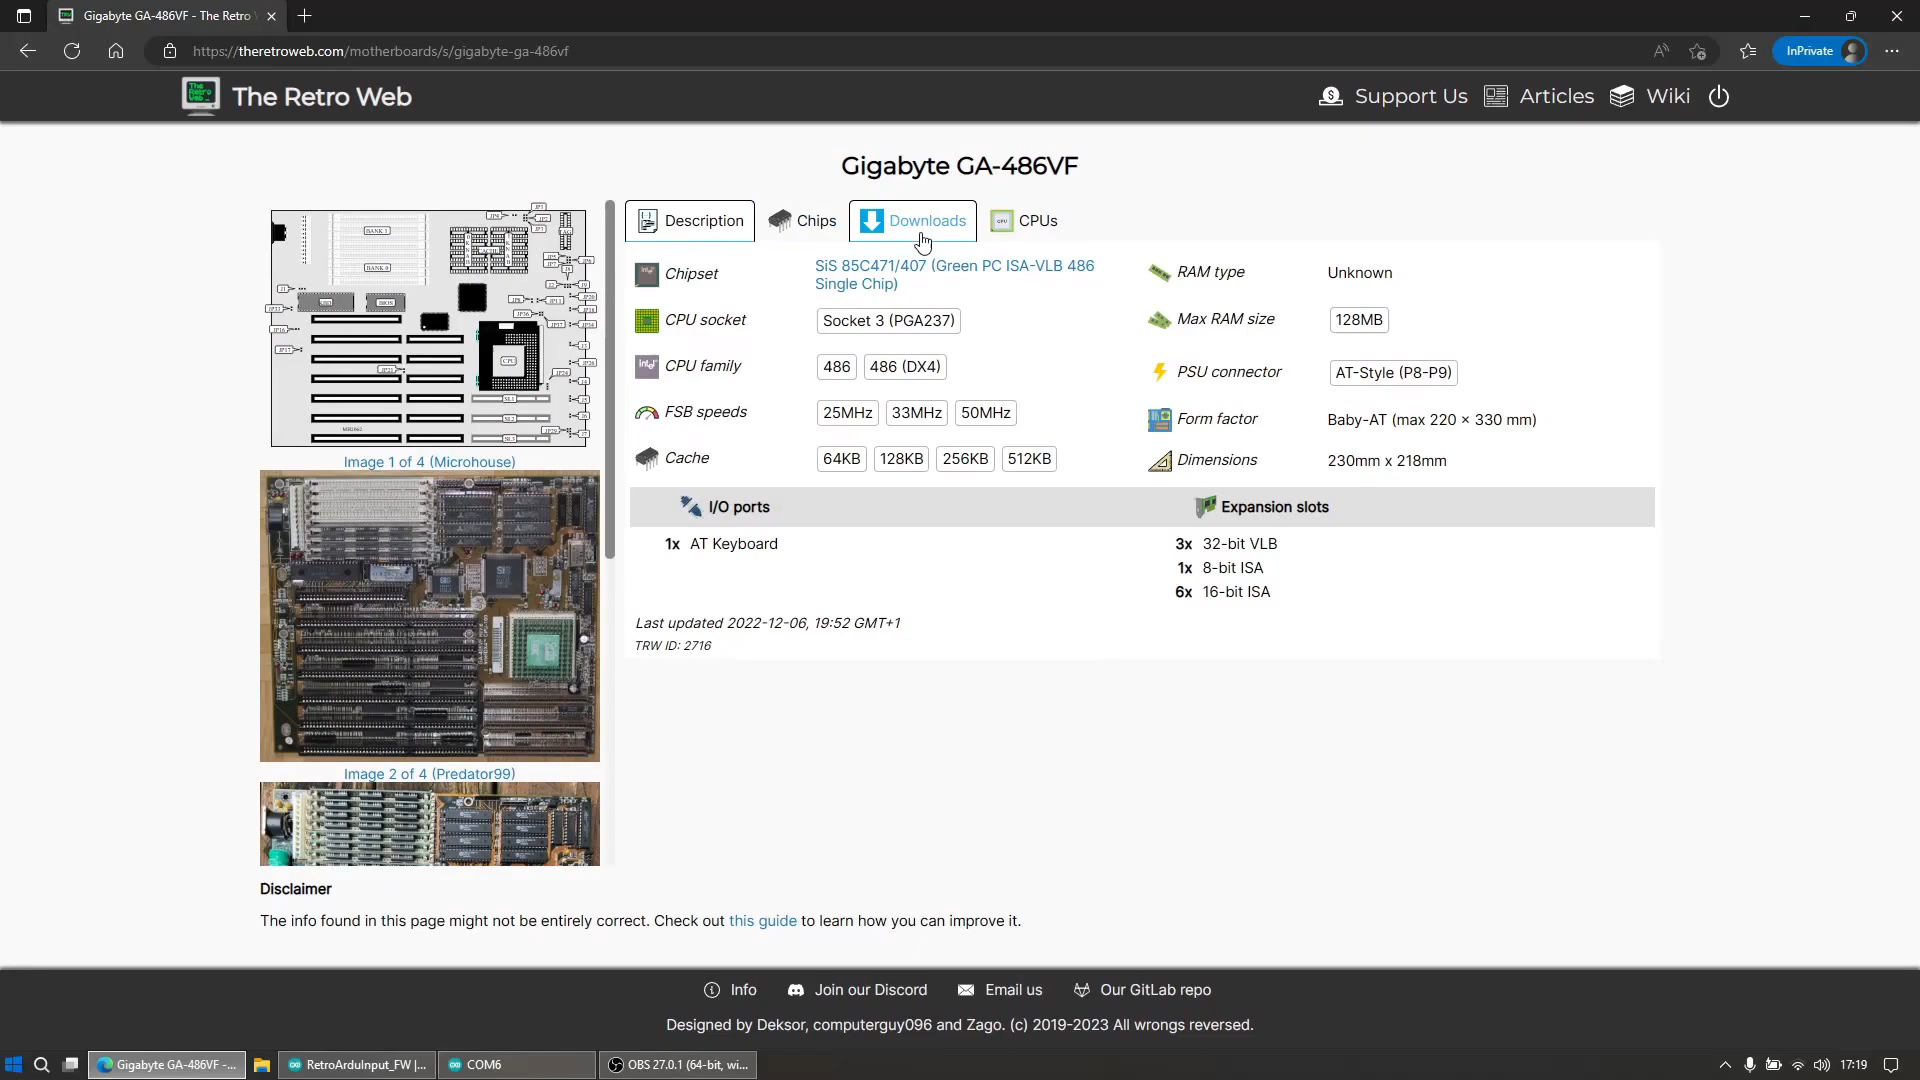 Gigabyte GA-486VF - The Retro
https://theretroweb.com/motherboards/s/gigabyte-ga-486vf
InPrivate
The Retro Web
Support Us
Articles
Wiki
Gigabyte GA-486VF
Description
Chips
Downloads
CPUs
BANK 1
BANK 0
BIOS
CPU
SL1
SL2
SL3
Image 1 of 4 (Microhouse)
Image 2 of 4 (Predator99)
Chipset
SiS 85C471/407 (Green PC ISA-VLB 486
Single Chip)
CPU socket
Socket 3 (PGA237)
CPU family
486
486 (DX4)
FSB speeds
25MHz
33MHz
50MHz
Cache
64KB
128KB
256KB
512KB
RAM type
Unknown
Max RAM size
128MB
PSU connector
AT-Style (P8-P9)
Form factor
Baby-AT (max 220 × 330 mm)
Dimensions
230mm x 218mm
I/O ports
Expansion slots
1x AT Keyboard
3x 32-bit VLB
1x 8-bit ISA
6x 16-bit ISA
Last updated 2022-12-06, 19:52 GMT+1
TRW ID: 2716
Disclaimer
The info found in this page might not be entirely correct. Check out this guide to learn how you can improve it.
Info
Join our Discord
Email us
Our GitLab repo
Designed by Deksor, computerguy096 and Zago. (c) 2019-2023 All wrongs reversed.
Gigabyte GA-486VF -...
RetroArduInput_FW |...
COM6
OBS 27.0.1 (64-bit, wi...
17:19